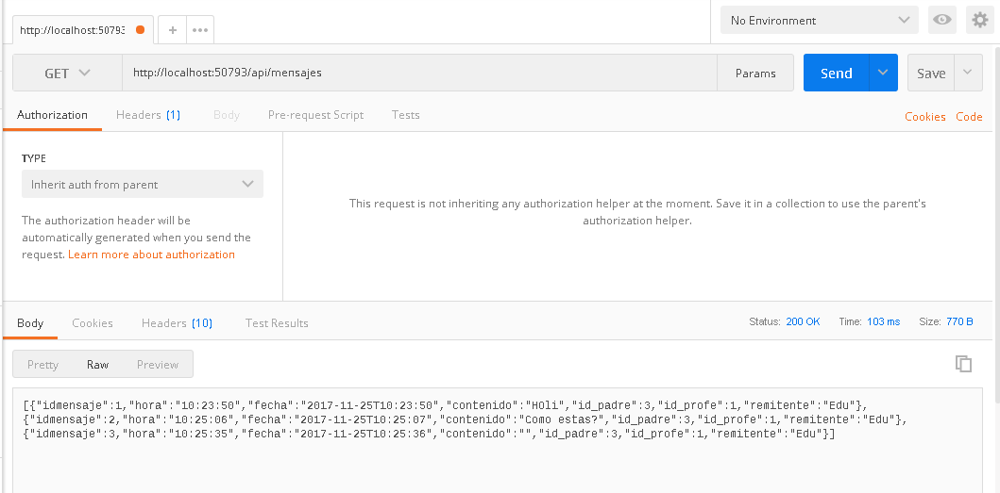 http://localhost:50793
+
•••
No Environment
GET
http://localhost:50793/api/mensajes
Params
Send
Save
Authorization
Headers (1)
Body
Pre-request Script
Tests
Cookies
Code
TYPE
Inherit auth from parent
The authorization header will be
automatically generated when you send the
request. Learn more about authorization
This request is not inheriting any authorization helper at the moment. Save it in a collection to use the parent's
authorization helper.
Body
Cookies
Headers (10)
Test Results
Status: 200 OK
Time: 103 ms
Size: 770 B
Pretty
Raw
Preview
[{"idmensaje":1,"hora":"10:23:50","fecha":"2017-11-25T10:23:50","contenido":"Holi","id_padre":3,"id_profe":1,"remitente":"Edu"},
{"idmensaje":2,"hora":"10:25:06","fecha":"2017-11-25T10:25:07","contenido":"Como estas?","id_padre":3,"id_profe":1,"remitente":"Edu"},
{"idmensaje":3,"hora":"10:25:35","fecha":"2017-11-25T10:25:36","contenido":"","id_padre":3,"id_profe":1,"remitente":"Edu"}]